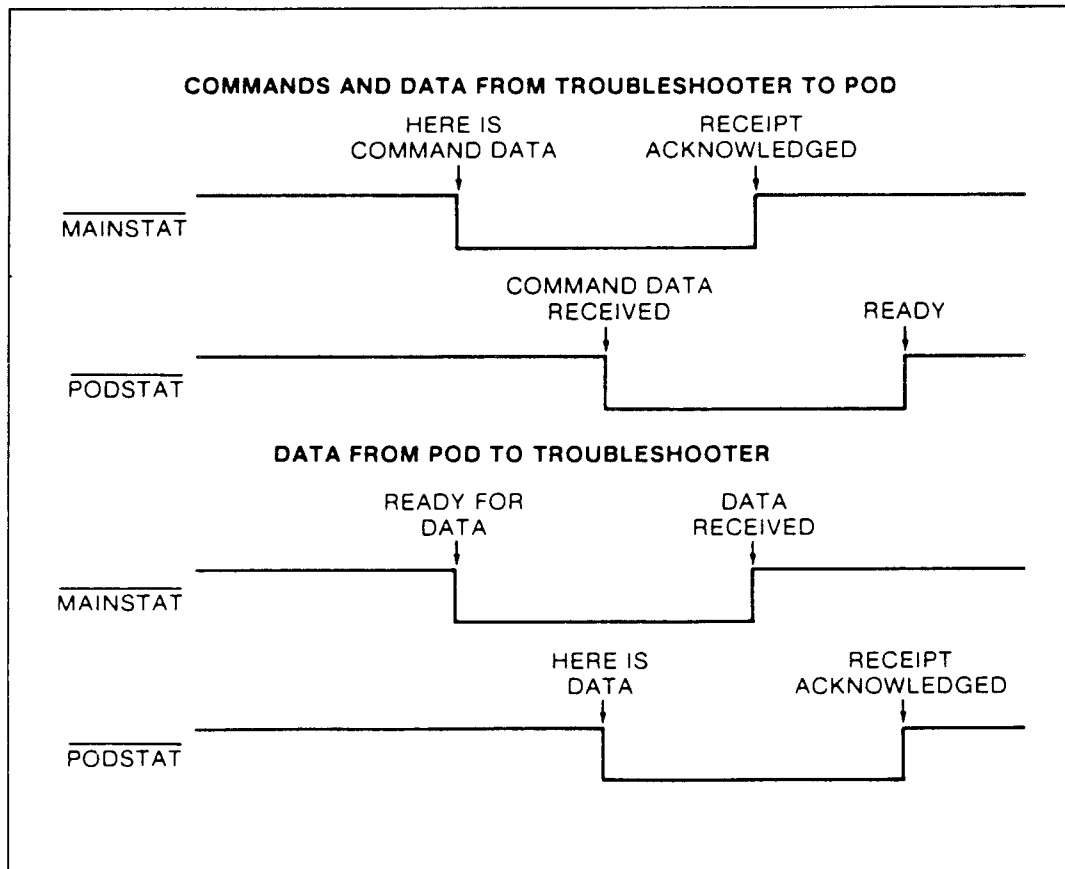 COMMANDS AND DATA FROM TROUBLESHOOTER TO POD
HERE IS
COMMAND DATA
RECEIPT
ACKNOWLEDGED
MAINSTAT
COMMAND DATA
RECEIVED
READY
PODSTAT
DATA FROM POD TO TROUBLESHOOTER
READY FOR
DATA
DATA
RECEIVED
MAINSTAT
HERE IS
DATA
RECEIPT
ACKNOWLEDGED
PODSTAT